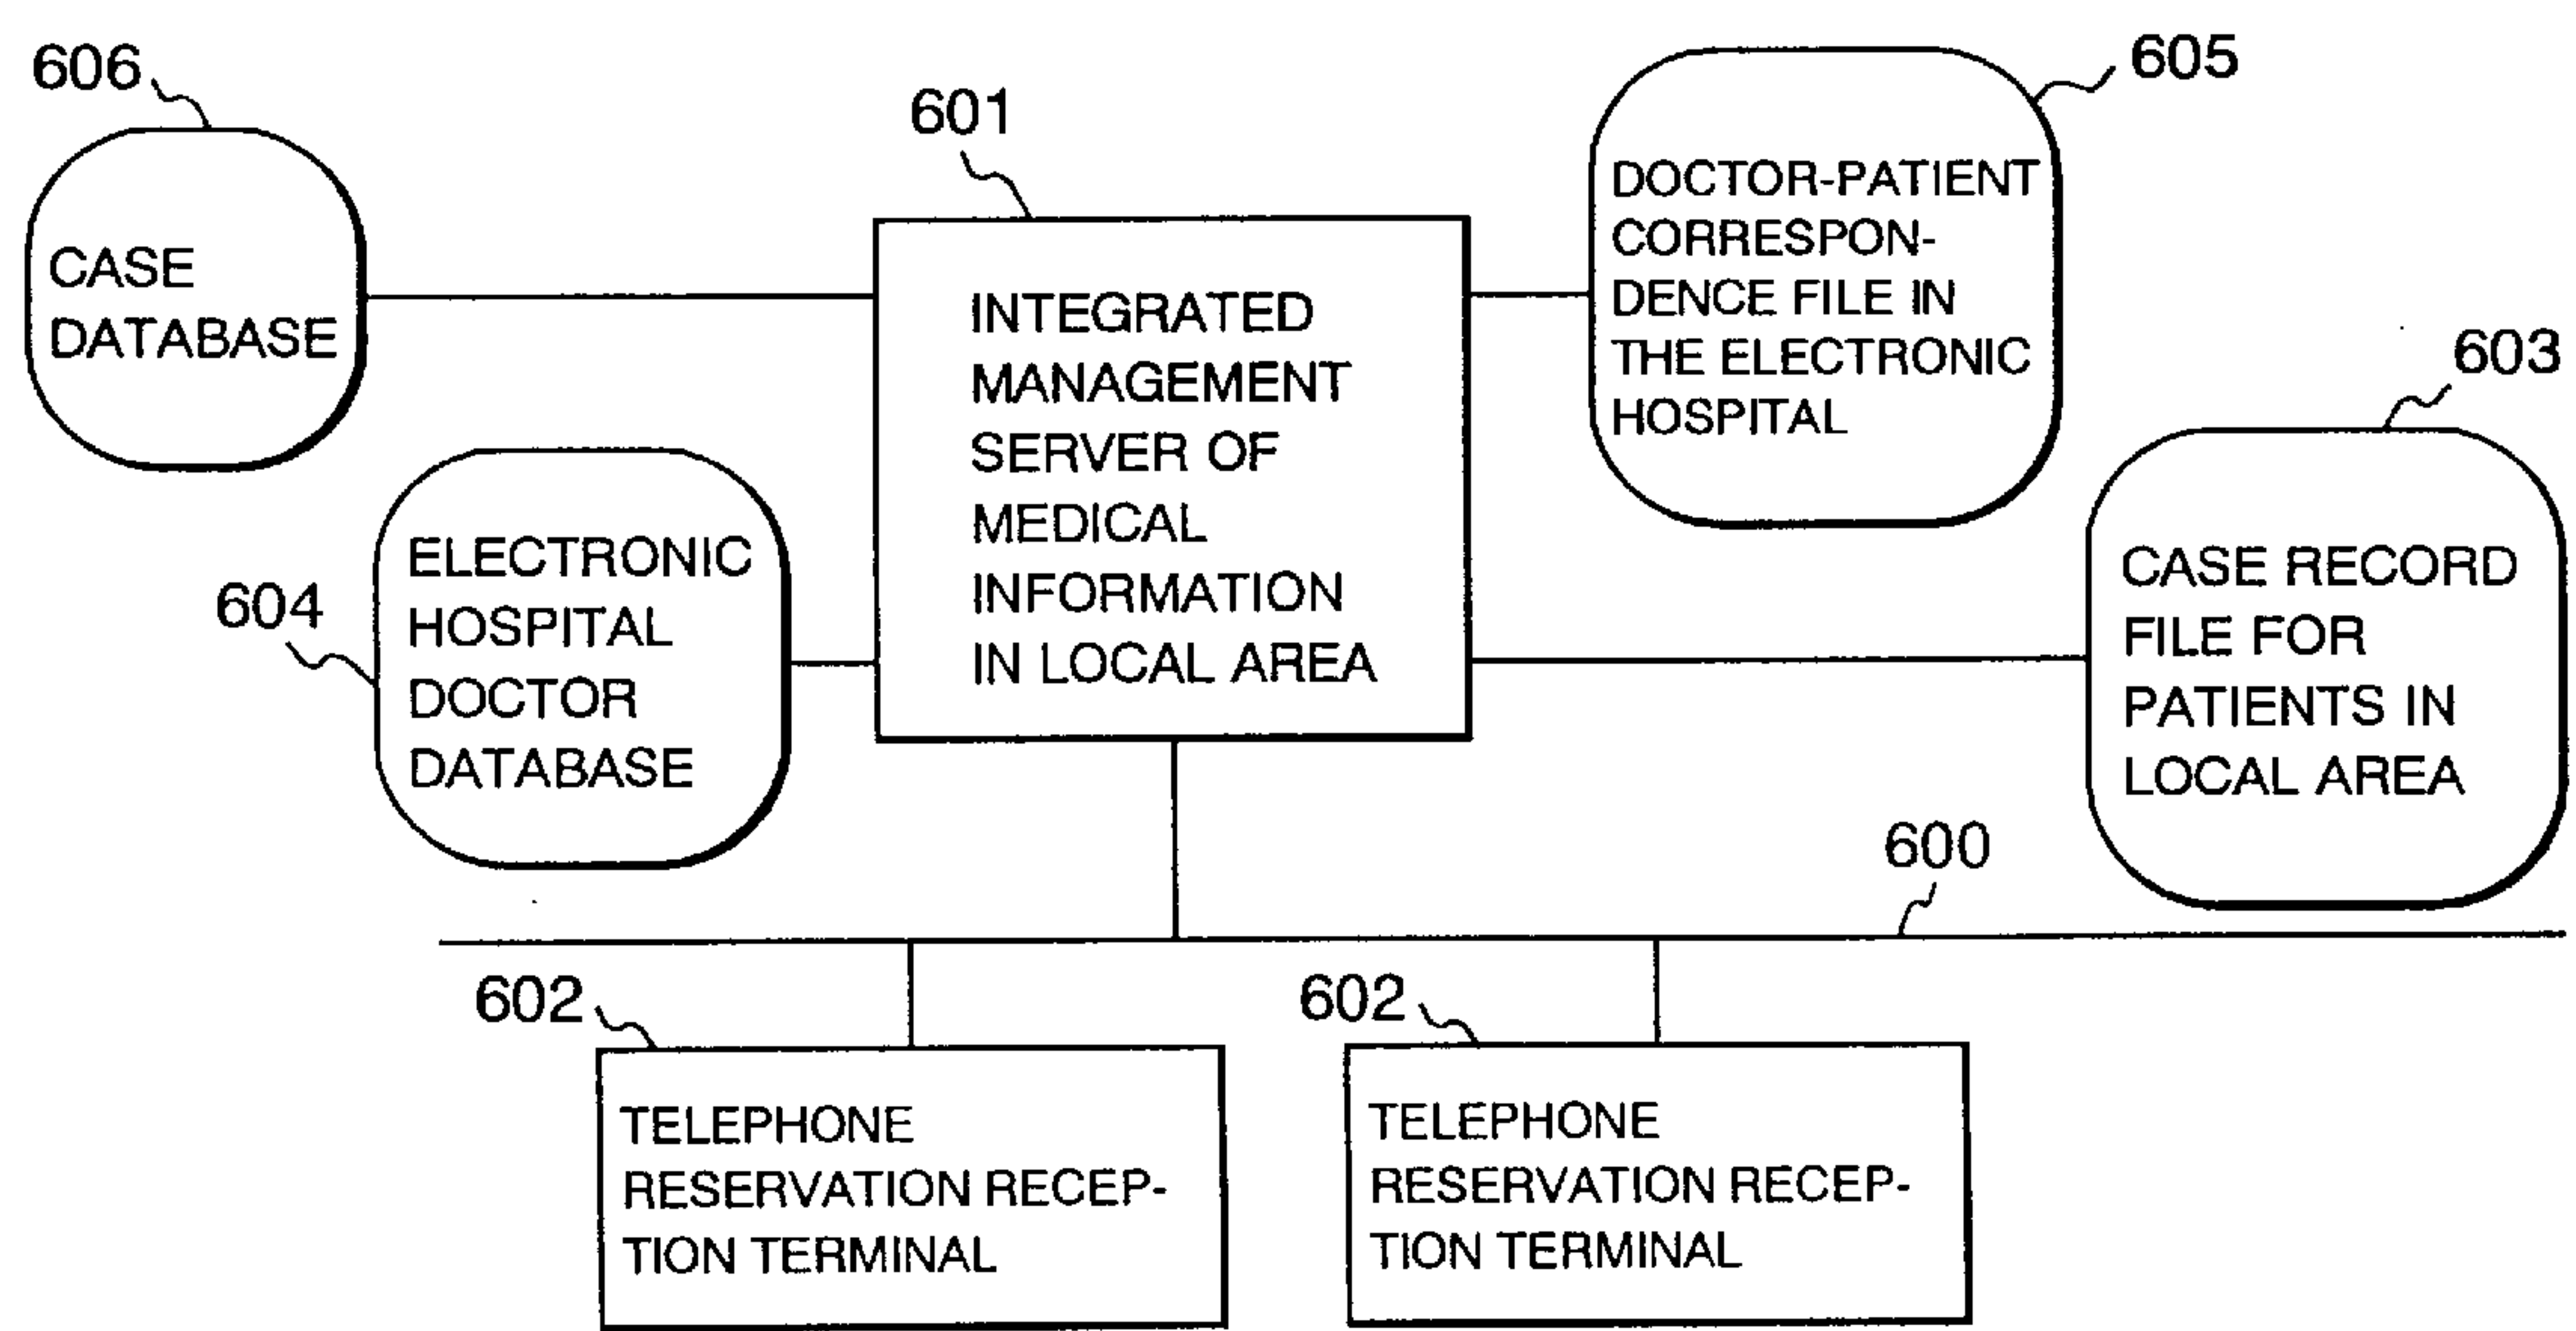 606
CASE
DATABASE
601
INTEGRATED
MANAGEMENT
SERVER OF
MEDICAL
INFORMATION
IN LOCAL AREA
605
DOCTOR-PATIENT
CORRESPON-
DENCE FILE IN
THE ELECTRONIC
HOSPITAL
603
CASE RECORD
FILE FOR
PATIENTS IN
LOCAL AREA
604
ELECTRONIC
HOSPITAL
DOCTOR
DATABASE
600
602
TELEPHONE
RESERVATION RECEP-
TION TERMINAL
602
TELEPHONE
RESERVATION RECEP-
TION TERMINAL